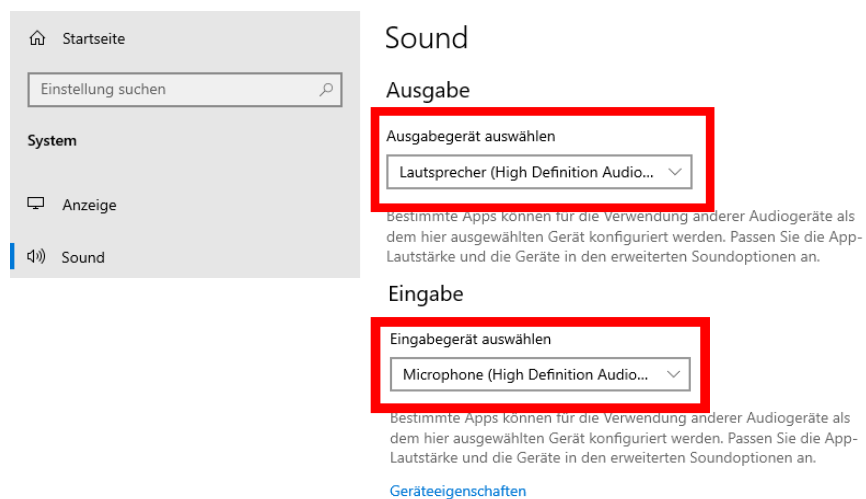 Startseite
Einstellung suchen
System
Anzeige
Sound
Sound
Ausgabe
Ausgabegerät auswählen
Lautsprecher (High Definition Audio...
Bestimmte Apps können für die Verwendung anderer Audiogeräte als
dem hier ausgewählten Gerät konfiguriert werden. Passen Sie die App-
Lautstärke und die Geräte in den erweiterten Soundoptionen an.
Eingabe
Eingabegerät auswählen
Microphone (High Definition Audio...
Bestimmte Apps können für die Verwendung anderer Audiogeräte als
dem hier ausgewählten Gerät konfiguriert werden. Passen Sie die App-
Lautstärke und die Geräte in den erweiterten Soundoptionen an.
Geräteeigenschaften